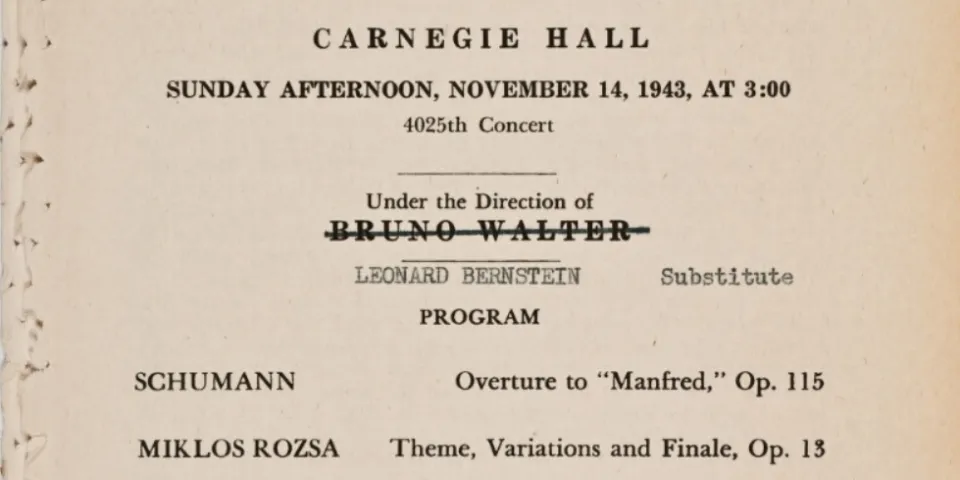 CARNEGIE HALL
SUNDAY AFTERNOON, NOVEMBER 14, 1943, AT 3:00
4025th Concert
Under the Direction of
BRUNO WALTER
LEONARD BERNSTEIN Substitute
PROGRAM
SCHUMANN Overture to “Manfred,” Op. 115
MIKLOS ROZSA Theme, Variations and Finale, Op. 13